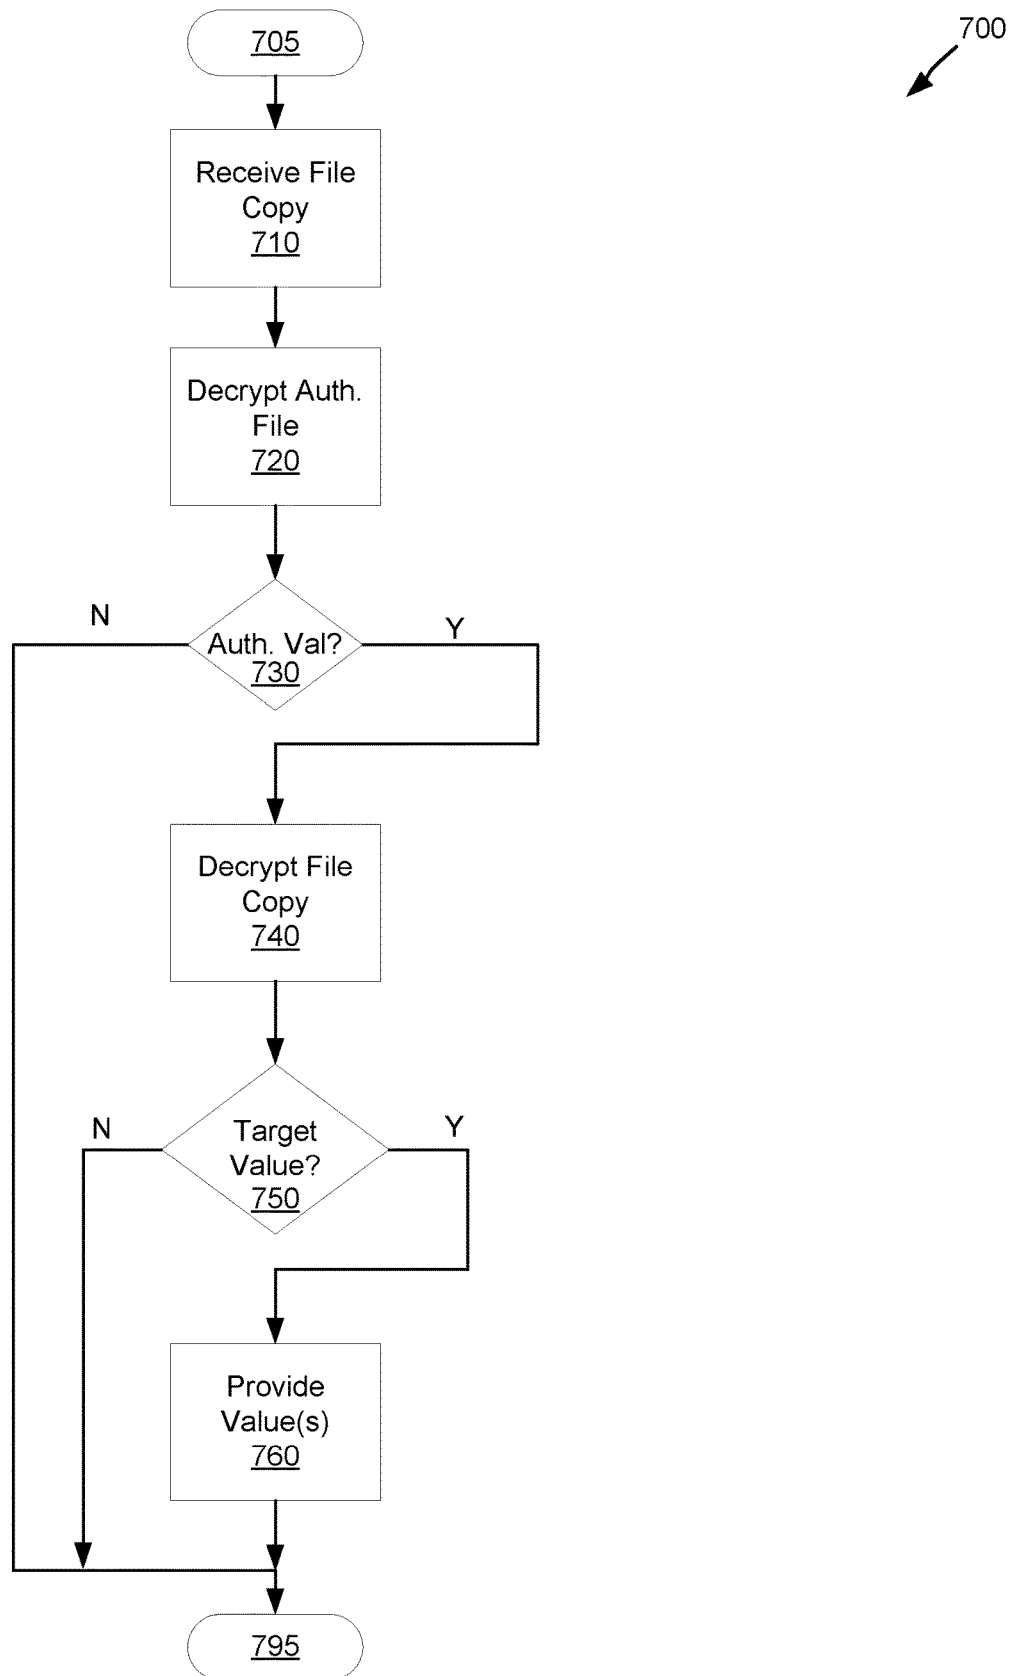 700
705
Receive File
Copy
710
Decrypt Auth.
File
720
N
Y
Auth. Val?
730
Decrypt File
Copy
740
N
Y
Target
Value?
750
Provide
Value(s)
760
795